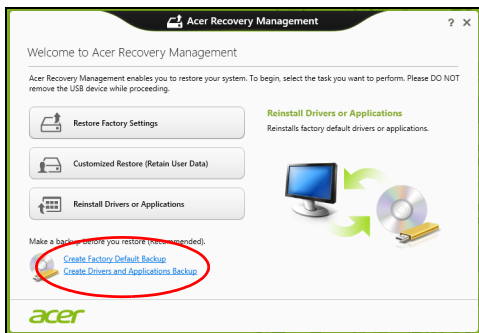 Acer Recovery Management
? X
Welcome to Acer Recovery Management
Acer Recovery Management enables you to restore your system. To begin, select the task you want to perform. Please DO NOT
remove the USB device while proceeding.
Restore Factory Settings
Customized Restore (Retain User Data)
Reinstall Drivers or Applications
Reinstall Drivers or Applications
Reinstalls factory default drivers or applications.
Make a backup before you restore (Recommended).
Create Factory Default Backup
Create Drivers and Applications Backup
acer